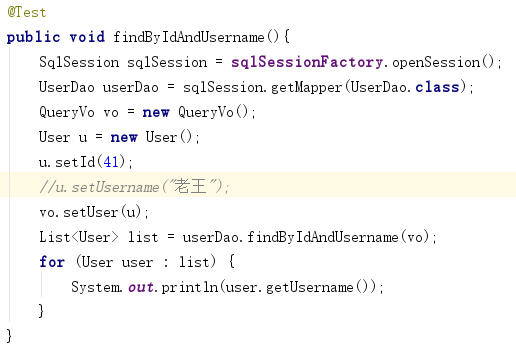 @Test
public void findByIdAndUsername(){
    SqlSession sqlSession = sqlSessionFactory.openSession();
    UserDao userDao = sqlSession.getMapper(UserDao.class);
    QueryVo vo = new QueryVo();
    User u = new User();
    u.setId(41);
    //u.setUsername("老王");
    vo.setUser(u);
    List<User> list = userDao.findByIdAndUsername(vo);
    for (User user : list) {
        System.out.println(user.getUsername());
    }
}